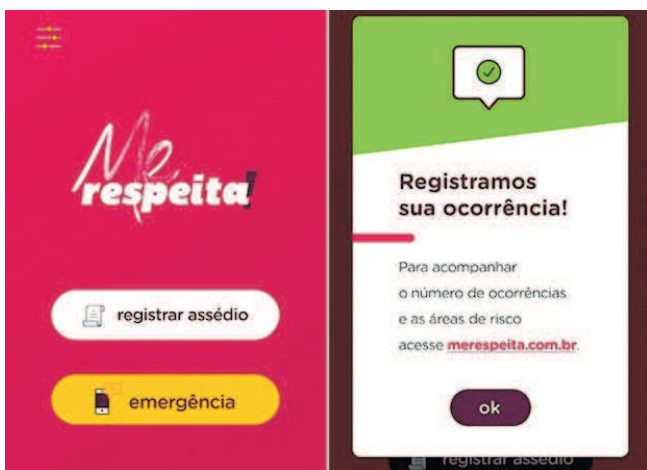 Me
respeita!
registrar assédio
emergência
Registramos
sua ocorrência!
Para acompanhar
o número de ocorrências
e as áreas de risco
acesse merespeita.com.br.
ok
registrar assédio